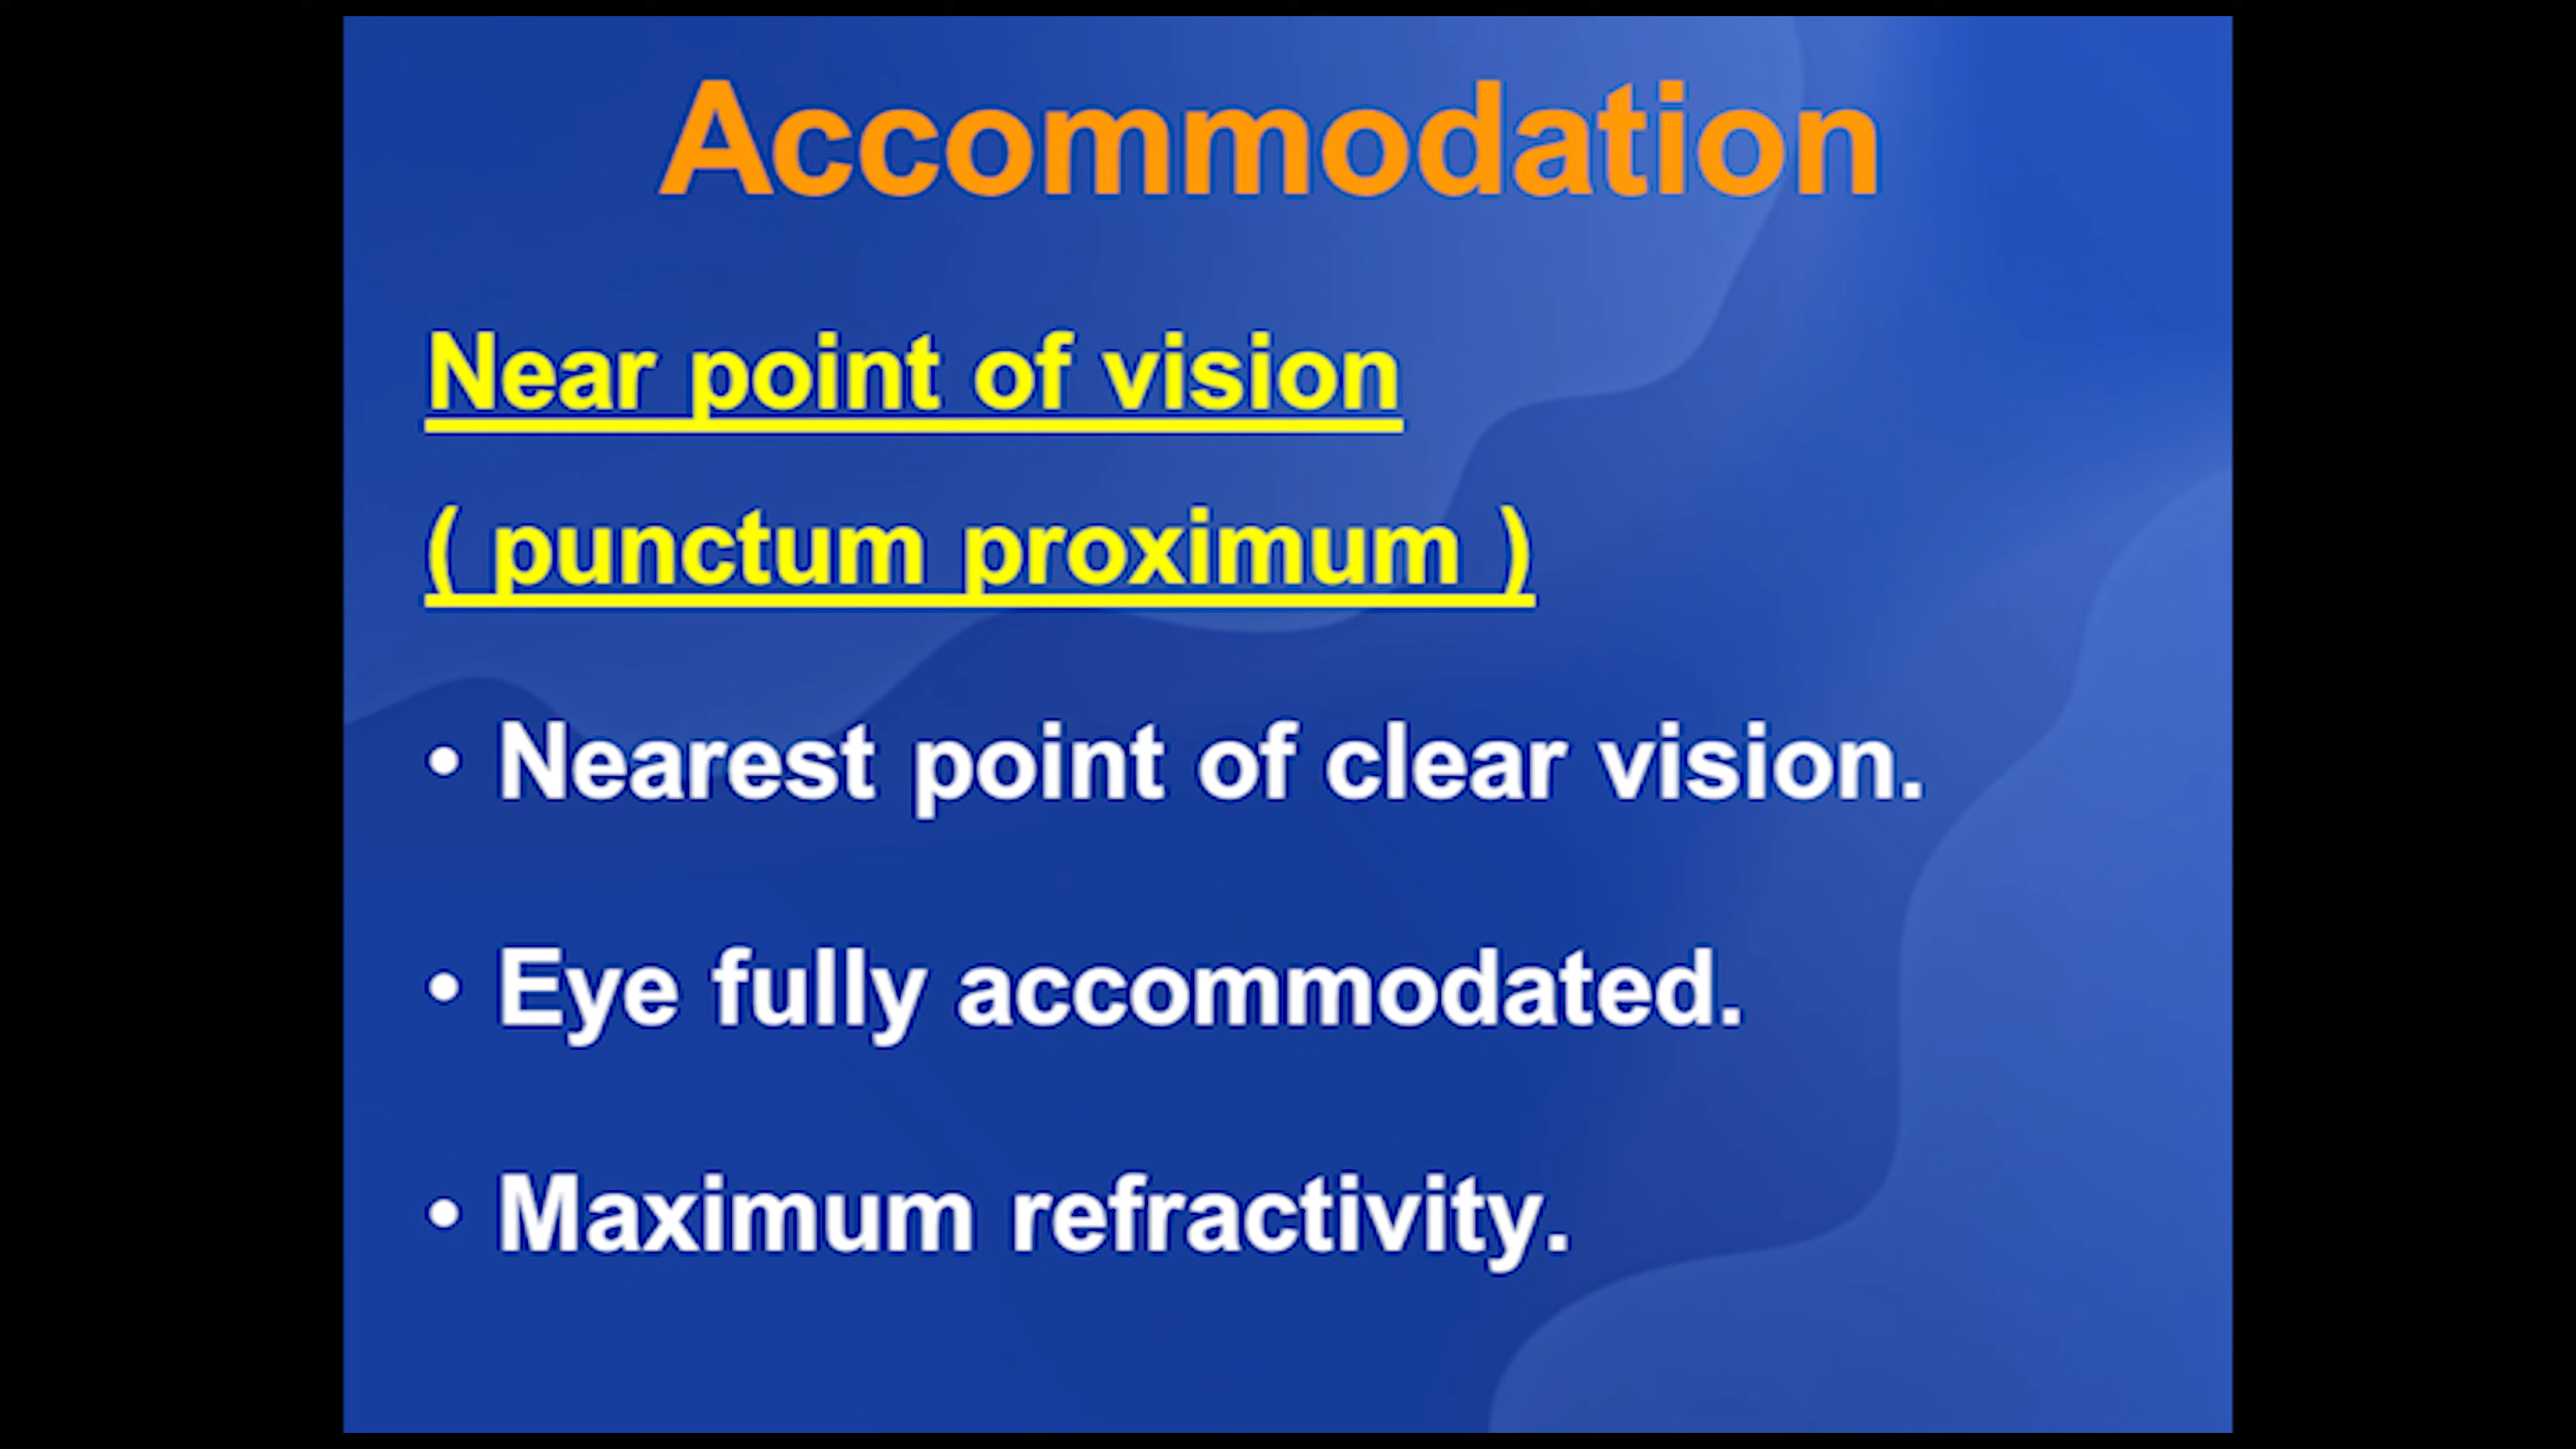 Accommodation
Near point of vision
( punctum proximum )
• Nearest point of clear vision.
• Eye fully accommodated.
• Maximum refractivity.